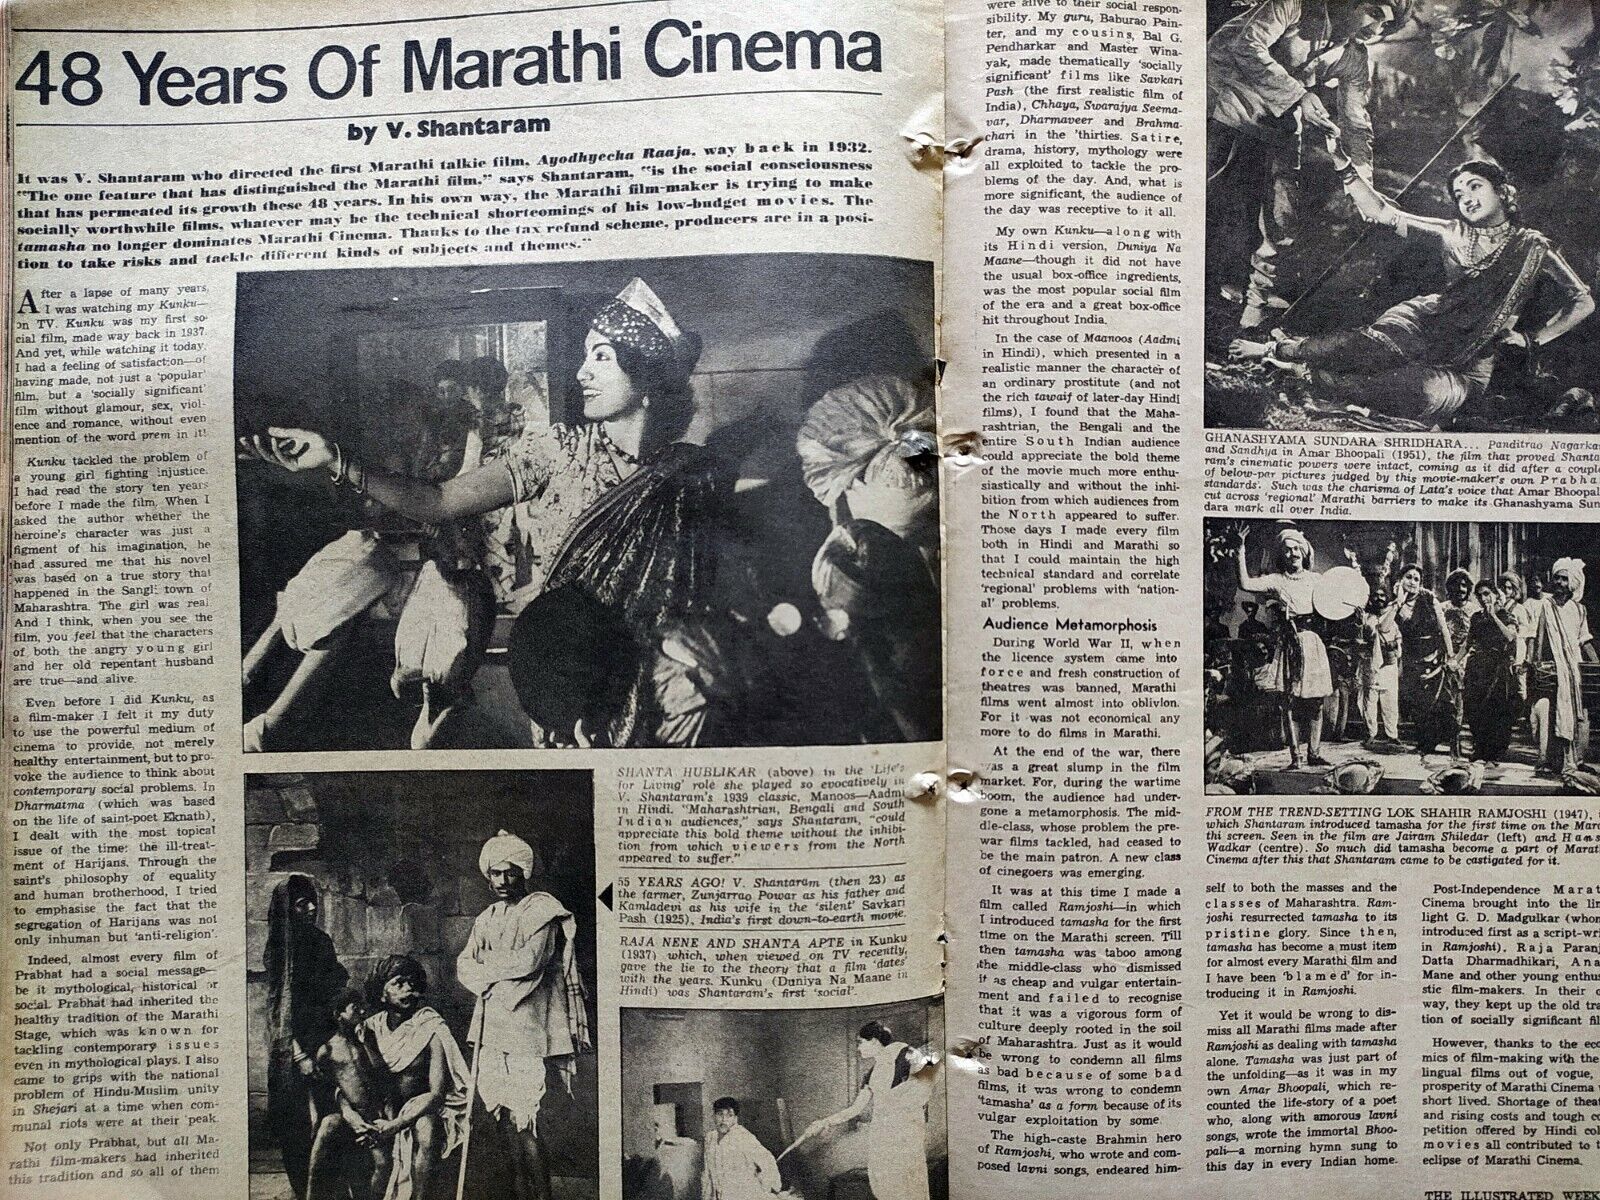 48 Years Of Marathi Cinema
by V. Shantaram
It was V. Shantaram who directed the first Marathi talkie film, Ayodhyecha Raaja, way back in 1932.
"The one feature that has distinguished the Marathi film," says Shantaram, "is the social consciousness
that has permeated its growth these 48 years. In his own way, the Marathi film-maker is trying to make
socially worthwhile films, whatever may be the technical shortcomings of his low-budget movies. The
tamasha no longer dominates Marathi Cinema. Thanks to the tax refund scheme, producers are in a posi-
tion to take risks and tackle different kinds of subjects and themes."
After a lapse of many years,
I was watching my Kunku—
on TV. Kunku was my first so-
cial film, made way back in 1937.
And yet, while watching it today,
I had a feeling of satisfaction—of
having made, not just a 'popular'
film, but a 'socially significant'
film without glamour, sex, viol-
ence and romance, without even
mention of the word prem in it!
Kunku tackled the problem of
a young girl fighting injustice.
I had read the story ten years
before I made the film. When I
asked the author whether the
heroine's character was just a
figment of his imagination, he
had assured me that his novel
was based on a true story that
happened in the Sangli town of
Maharashtra. The girl was real.
And I think, when you see the
film, you feel that the characters
of both the angry young girl
and her old repentant husband
are true—and alive.
Even before I did Kunku, as
a film-maker I felt it my duty
to use the powerful medium of
cinema to provide, not merely
healthy entertainment, but to pro-
voke the audience to think about
contemporary social problems. In
Dharmatma (which was based
on the life of saint-poet Eknath),
I dealt with the most topical
issue of the time: the ill-treat-
ment of Harijans. Through the
saint's philosophy of equality
and human brotherhood, I tried
to emphasise the fact that the
segregation of Harijans was not
only inhuman but 'anti-religion'.
Indeed, almost every film of
Prabhat had a social message—
be it mythological, historical or
social. Prabhat had inherited the
healthy tradition of the Marathi
Stage, which was known for
tackling contemporary issues
even in mythological plays. I also
came to grips with the national
problem of Hindu-Muslim unity
in Shejari at a time when com-
munal riots were at their peak.
Not only Prabhat, but all Ma-
rathi film-makers had inherited
this tradition and so all of them
SHANTA HUBLIKAR (above) in the 'Life's
for Living' role she played so evocatively in
V. Shantaram's 1939 classic, Manoos—Aadmi
in Hindi. "Maharashtrian, Bengali and South
Indian audiences," says Shantaram, "could
appreciate this bold theme without the inhibi-
tion from which viewers from the North
appeared to suffer."
55 YEARS AGO! V. Shantaram (then 23) as
the farmer, Zunjarrao Powar as his father and
Kamladevi as his wife in the 'silent' Savkari
Pash (1925), India's first down-to-earth movie.
RAJA NENE AND SHANTA APTE in Kunku
(1937) which, when viewed on TV recently,
gave the lie to the theory that a film 'dates'
with the years. Kunku (Duniya Na Maane in
Hindi) was Shantaram's first 'social'.
were alive to their social respon-
sibility. My guru, Baburao Pain-
ter, and my cousins, Bal G.
Pendharkar and Master Wina-
yak, made thematically 'socially
significant' films like Savkari
Pash (the first realistic film of
India), Chhaya, Swarajya Seema-
var, Dharmaveer and Brahma-
chari in the 'thirties. Satire,
drama, history, mythology were
all exploited to tackle the pro-
blems of the day. And, what is
more significant, the audience of
the day was receptive to it all.
My own Kunku—along with
its Hindi version, Duniya Na
Maane—though it did not have
the usual box-office ingredients,
was the most popular social film
of the era and a great box-office
hit throughout India.
In the case of Maanoos (Aadmi
in Hindi), which presented in a
realistic manner the character of
an ordinary prostitute (and not
the rich tawaif of later-day Hindi
films), I found that the Maha-
rashtrian, the Bengali and the
entire South Indian audience
could appreciate the bold theme
of the movie much more enthu-
siastically and without the inhi-
bition from which audiences from
the North appeared to suffer.
Those days I made every film
both in Hindi and Marathi so
that I could maintain the high
technical standard and correlate
'regional' problems with 'nation-
al' problems.
Audience Metamorphosis
During World War II, when
the licence system came into
force and fresh construction of
theatres was banned, Marathi
films went almost into oblivion.
For it was not economical any
more to do films in Marathi.
At the end of the war, there
was a great slump in the film
market. For, during the wartime
boom, the audience had under-
gone a metamorphosis. The mid-
dle-class, whose problem the pre-
war films tackled, had ceased to
be the main patron. A new class
of cinegoers was emerging.
It was at this time I made a
film called Ramjoshi—in which
I introduced tamasha for the first
time on the Marathi screen. Till
then tamasha was taboo among
the middle-class who dismissed
it as cheap and vulgar entertain-
ment and failed to recognise
that it was a vigorous form of
culture deeply rooted in the soil
of Maharashtra. Just as it would
be wrong to condemn all films
as bad because of some bad
films, it was wrong to condemn
'tamasha' as a form because of its
vulgar exploitation by some.
The high-caste Brahmin hero
of Ramjoshi, who wrote and com-
posed lavni songs, endeared him-
GHANASHYAMA SUNDARA SHRIDHARA... Panditrao Nagarka
and Sandhya in Amar Bhoopali (1951), the film that proved Shanta
ram's cinematic powers were intact, coming as it did after a couple
of below-par pictures judged by this movie-maker's own Prabha
standards'. Such was the charisma of Lata's voice that Amar Bhoopal
cut across 'regional' Marathi barriers to make its Ghanashyama Sun
dara mark all over India.
FROM THE TREND-SETTING LOK SHAHIR RAMJOSHI (1947), i
which Shantaram introduced tamasha for the first time on the Mara
thi screen. Seen in the film are Jairam Shiledar (left) and Hans
Wadkar (centre). So much did tamasha become a part of Marat
Cinema after this that Shantaram came to be castigated for it.
self to both the masses and the
classes of Maharashtra. Ram-
joshi resurrected tamasha to its
pristine glory. Since then,
tamasha has become a must item
for almost every Marathi film and
I have been 'blamed' for in-
troducing it in Ramjoshi.
Yet it would be wrong to dis-
miss all Marathi films made after
Ramjoshi as dealing with tamasha
alone. Tamasha was just part of
the unfolding—as it was in my
own Amar Bhoopali, which re-
counted the life-story of a poet
who, along with amorous lavni
songs, wrote the immortal Bhoo-
pali—a morning hymn sung to
this day in every Indian home.
Post-Independence Marat
Cinema brought into the lim
light G. D. Madgulkar (whom
introduced first as a script-wri
in Ramjoshi), Raja Paranj
Datta Dharmadhikari, Ana
Mane and other young enthus
stic film-makers. In their o
way, they kept up the old tra
tion of socially significant fil
However, thanks to the eco
mics of film-making with the
lingual films out of vogue,
prosperity of Marathi Cinema
short lived. Shortage of theat
and rising costs and tough co
petition offered by Hindi col
movies all contributed to t
eclipse of Marathi Cinema.
THE ILLUSTRATED WEEK